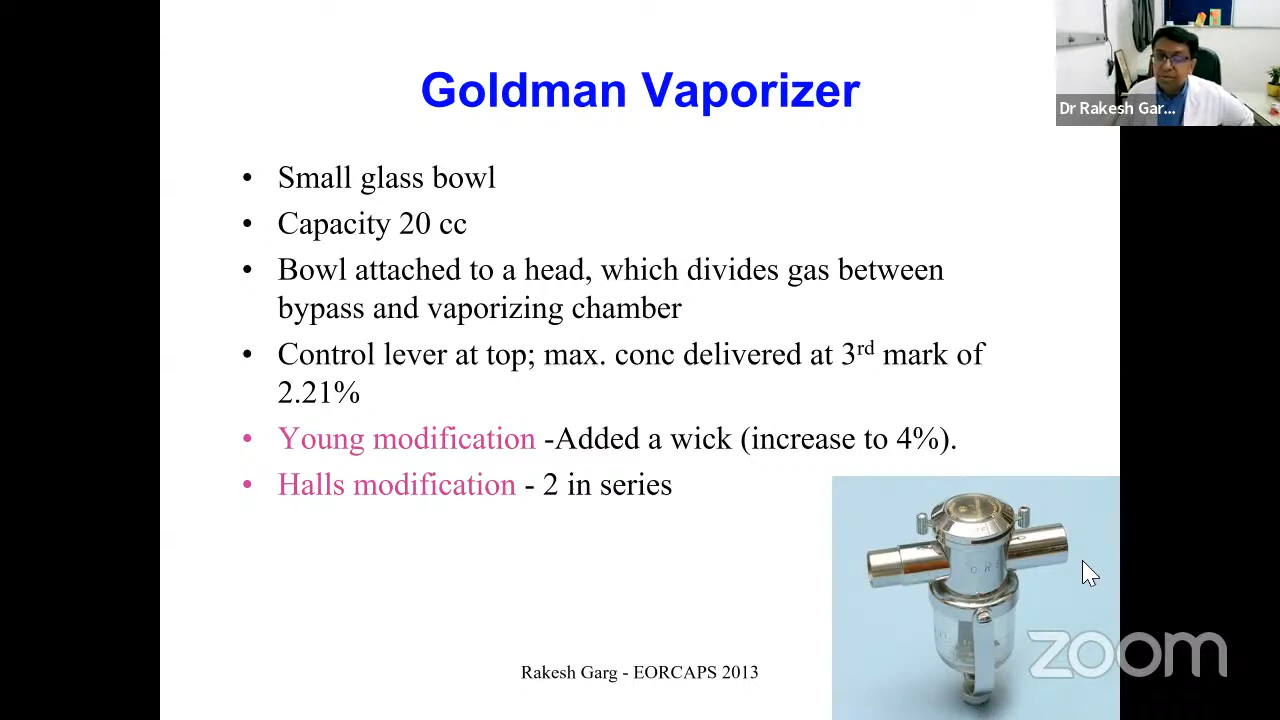 Goldman Vaporizer
Dr Rakesh Gar...
• Small glass bowl
• Capacity 20 cc
• Bowl attached to a head, which divides gas between
bypass and vaporizing chamber
• Control lever at top; max. conc delivered at 3rd mark of
2.21%
• Young modification -Added a wick (increase to 4%).
• Halls modification - 2 in series
Rakesh Garg - EORCAPS 2013
zoom